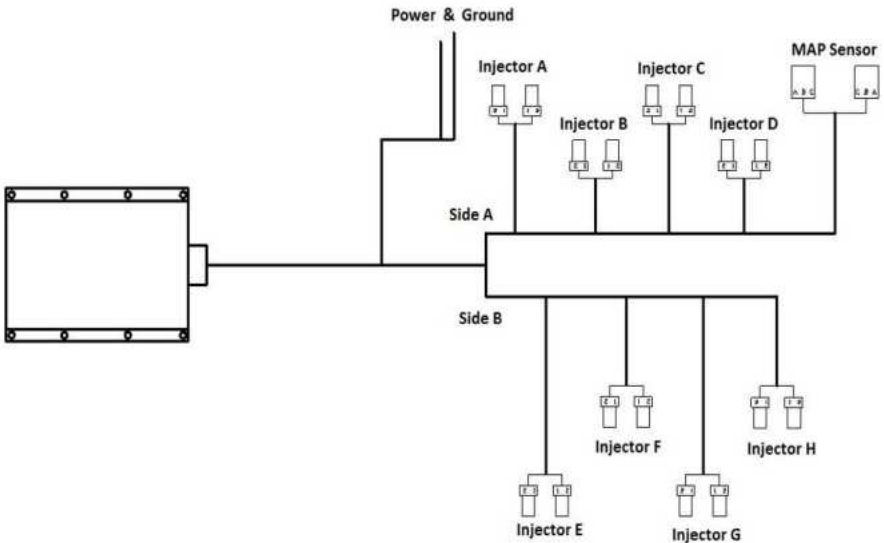 Power & Ground
MAP Sensor
Injector A
Injector C
A B C
C B A
Injector B
Injector D
Side A
Side B
Injector F
Injector H
Injector E
Injector G